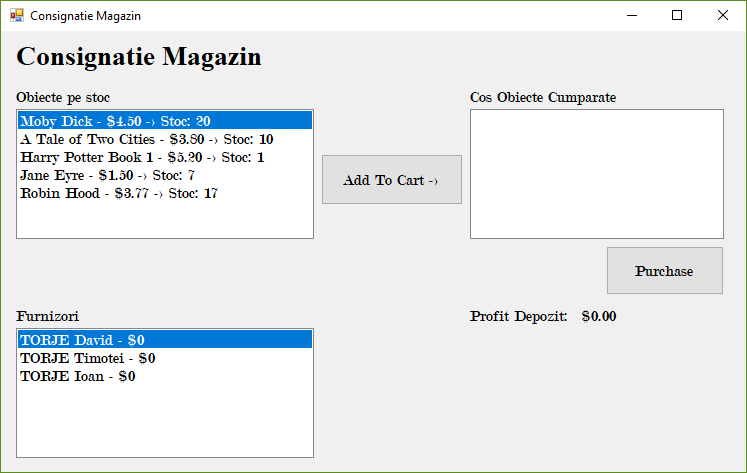 Consignatie Magazin
Consignatie Magazin
Obiecte pe stoc
Moby Dick - $4.50 -> Stoc: 20
A Tale of Two Cities - $3.80 -> Stoc: 10
Harry Potter Book 1 - $5.20 -> Stoc: 1
Jane Eyre - $1.50 -> Stoc: 7
Robin Hood - $3.77 -> Stoc: 17
Add To Cart ->
Cos Obiecte Cumparate
Purchase
Furnizori
TORJE David - $0
TORJE Timotei - $0
TORJE Ioan - $0
Profit Depozit: $0.00